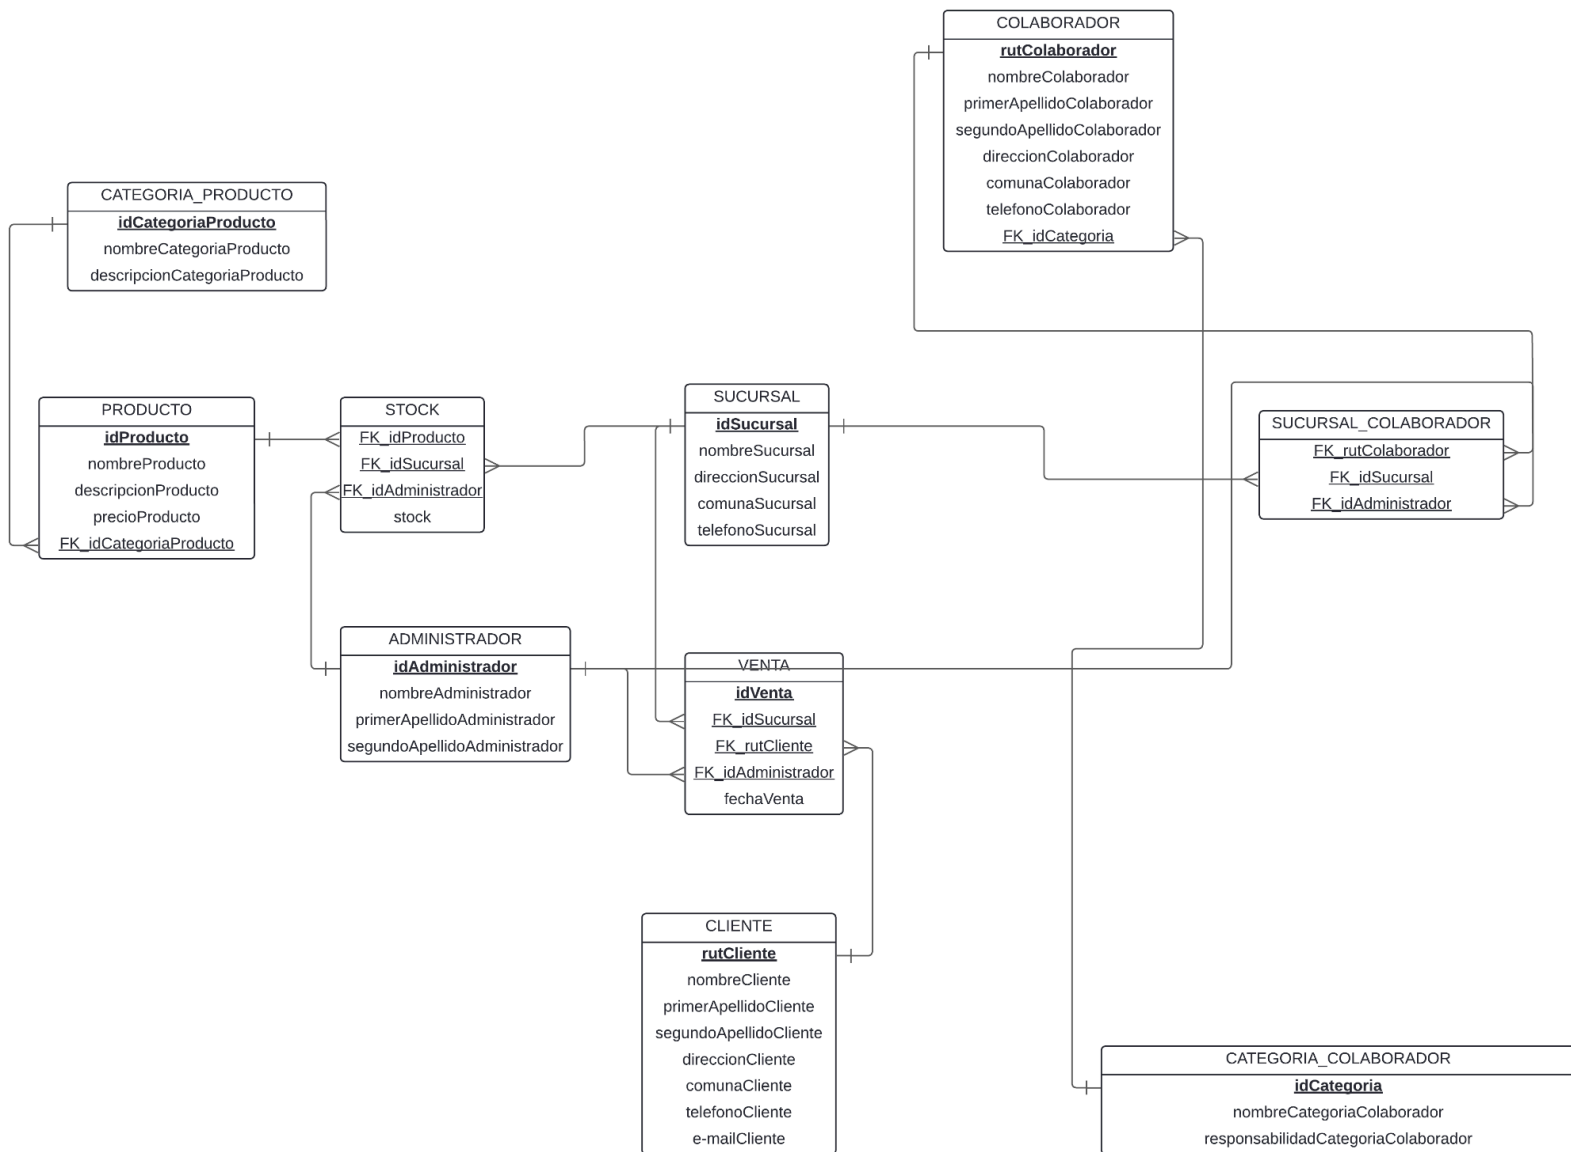 COLABORADOR
rutColaborador
nombreColaborador
primerApellidoColaborador
segundoApellidoColaborador
direccionColaborador
comunaColaborador
telefonoColaborador
FK_idCategoria
CATEGORIA_PRODUCTO
idCategoriaProducto
nombreCategoriaProducto
descripcionCategoriaProducto
PRODUCTO
idProducto
nombreProducto
descripcionProducto
precioProducto
FK_idCategoriaProducto
STOCK
FK_idProducto
FK_idSucursal
FK_idAdministrador
stock
SUCURSAL
idSucursal
nombreSucursal
direccionSucursal
comunaSucursal
telefonoSucursal
SUCURSAL_COLABORADOR
FK_rutColaborador
FK_idSucursal
FK_idAdministrador
ADMINISTRADOR
idAdministrador
nombreAdministrador
primerApellidoAdministrador
segundoApellidoAdministrador
VENTA
idVenta
FK_idSucursal
FK_rutCliente
FK_idAdministrador
fechaVenta
CLIENTE
rutCliente
nombreCliente
primerApellidoCliente
segundoApellidoCliente
direccionCliente
comunaCliente
telefonoCliente
e-mailCliente
CATEGORIA_COLABORADOR
idCategoria
nombreCategoriaColaborador
responsabilidadCategoriaColaborador